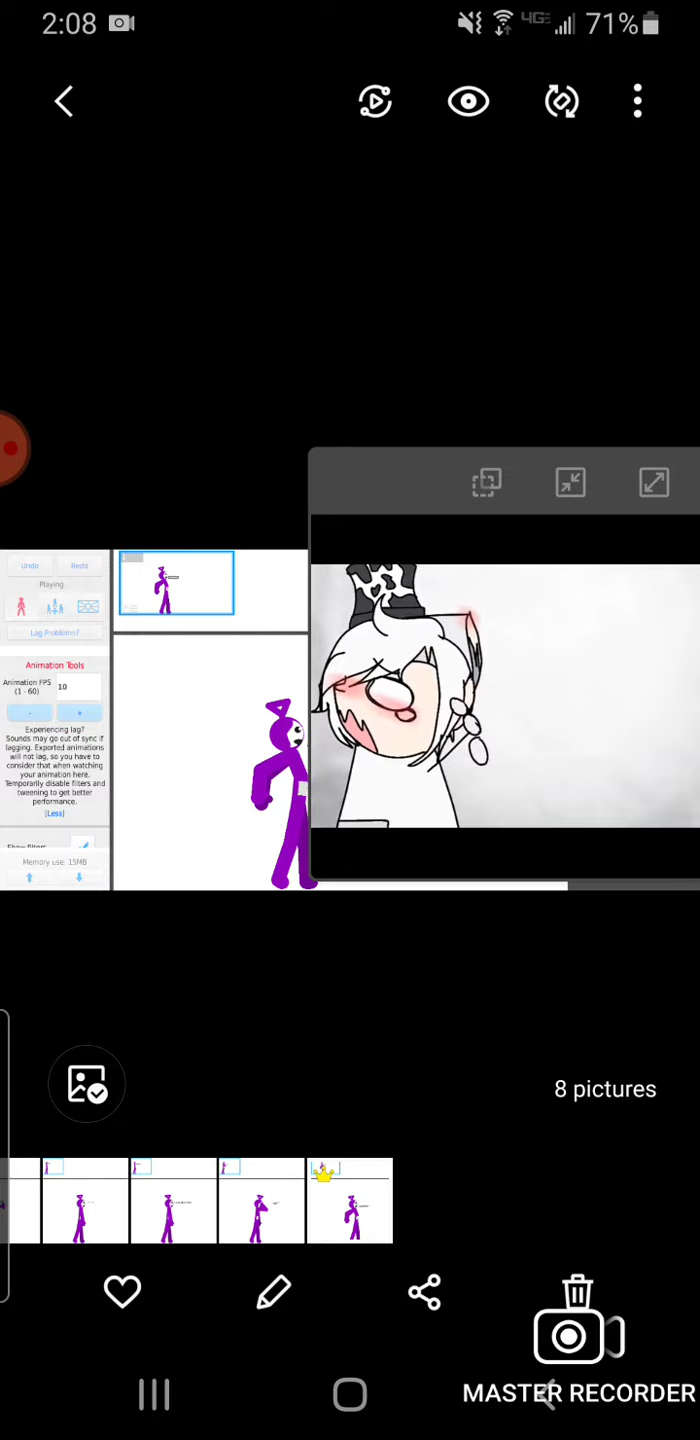 2:08
4GE
71%
Undo
Redo
Playing
Lag Problems?
Animation Tools
Animation FPS
(1 - 60)
10
-
+
Experiencing lag?
Sounds may go out of sync if
lagging. Exported animations
will not lag, so you have to
consider that when watching
your animation here.
Temporarily disable filters and
tweening to get better
performance.
[Less]
Show filters
Memory use: 15MB
8 pictures
MASTER RECORDER